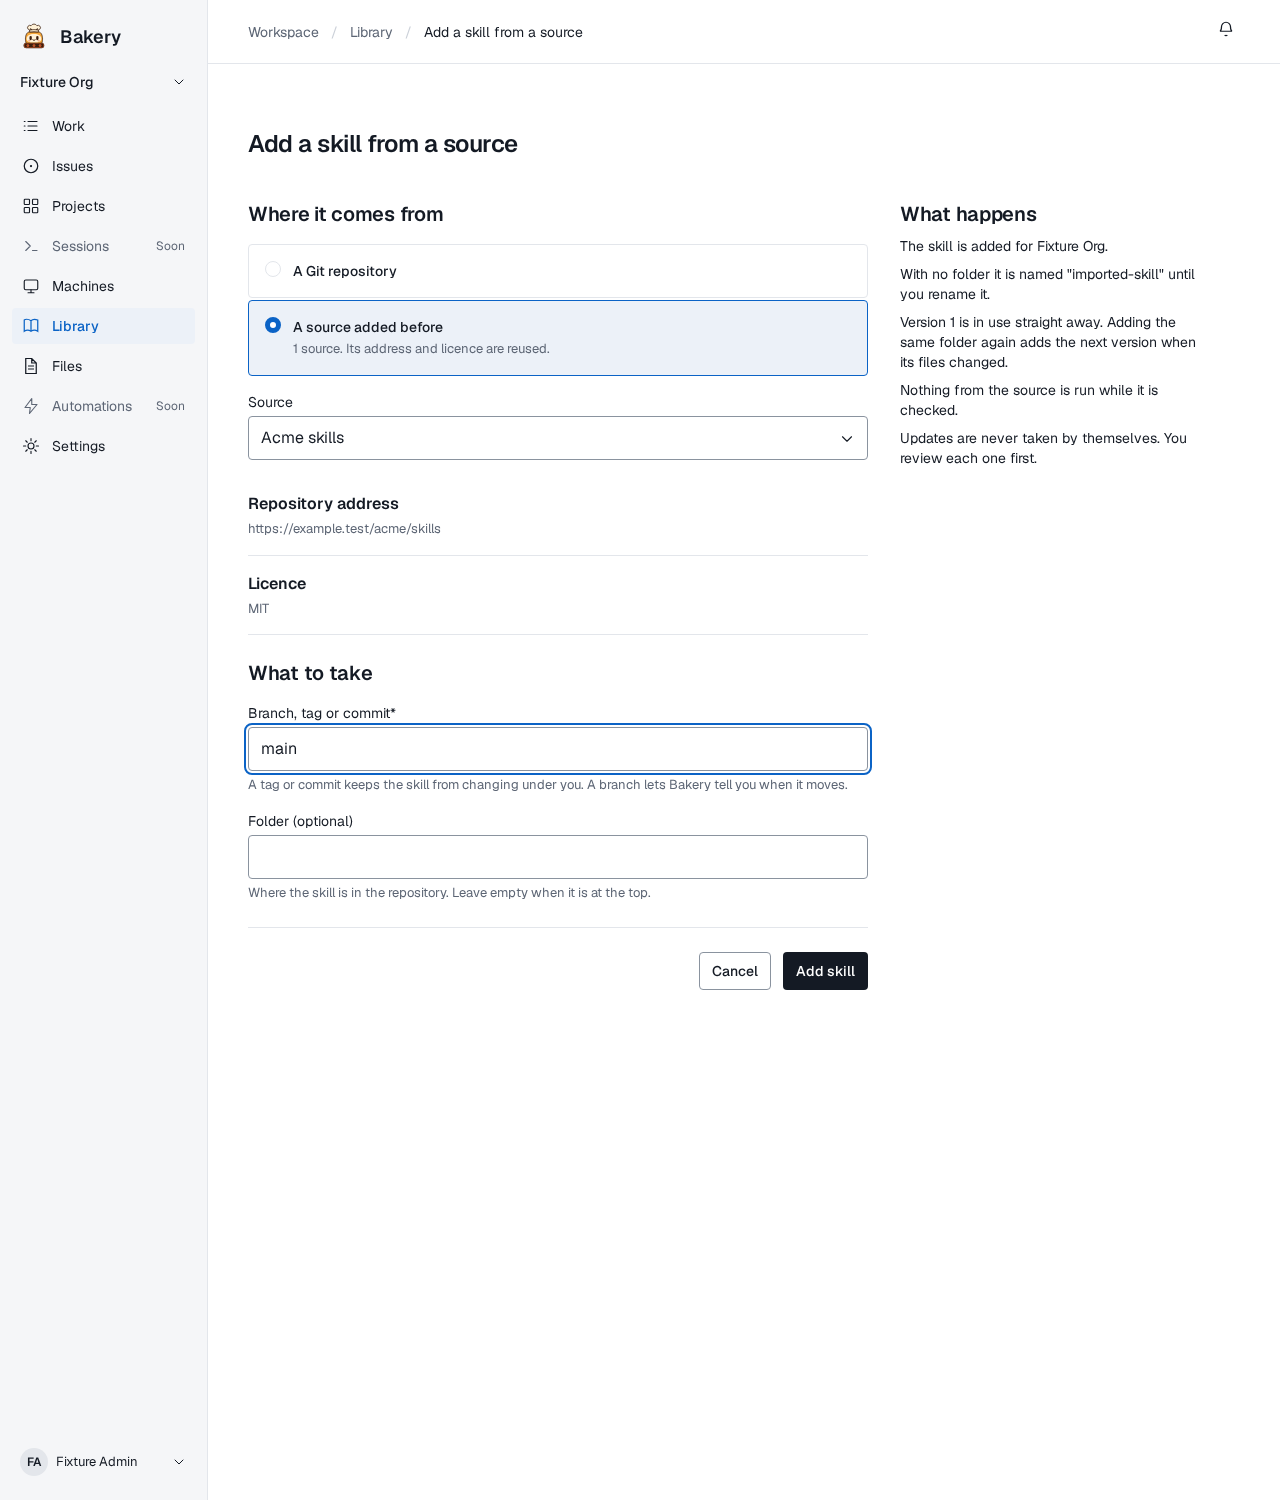 Bakery
Fixture Org
Work
Issues
Projects
Sessions Soon
Machines
Library
Files
Automations Soon
Settings
FA Fixture Admin
Workspace / Library / Add a skill from a source
Add a skill from a source
Where it comes from
A Git repository
A source added before
1 source. Its address and licence are reused.
Source
Acme skills
Repository address
https://example.test/acme/skills
Licence
MIT
What to take
Branch, tag or commit*
main
A tag or commit keeps the skill from changing under you. A branch lets Bakery tell you when it moves.
Folder (optional)
Where the skill is in the repository. Leave empty when it is at the top.
Cancel Add skill
What happens
The skill is added for Fixture Org.
With no folder it is named "imported-skill" until
you rename it.
Version 1 is in use straight away. Adding the
same folder again adds the next version when
its files changed.
Nothing from the source is run while it is
checked.
Updates are never taken by themselves. You
review each one first.